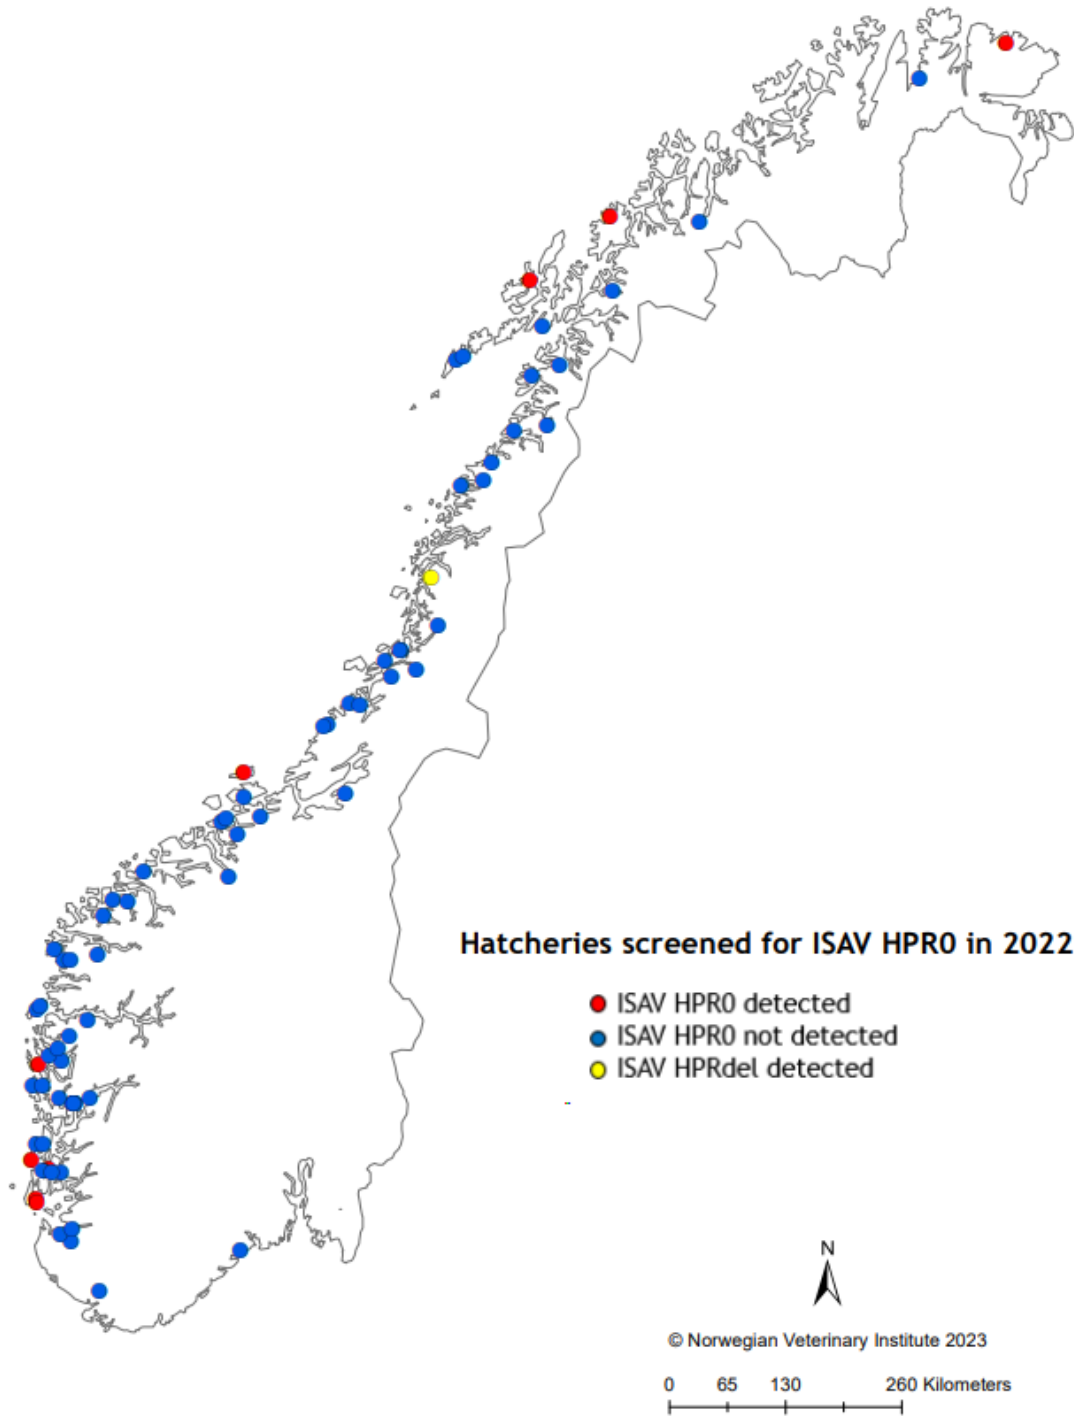 Hatcheries screened for ISAV HPR0 in 2022
ISAV HPR0 detected
ISAV HPR0 not detected
ISAV HPRdel detected
N
© Norwegian Veterinary Institute 2023
0 65 130 260 Kilometers